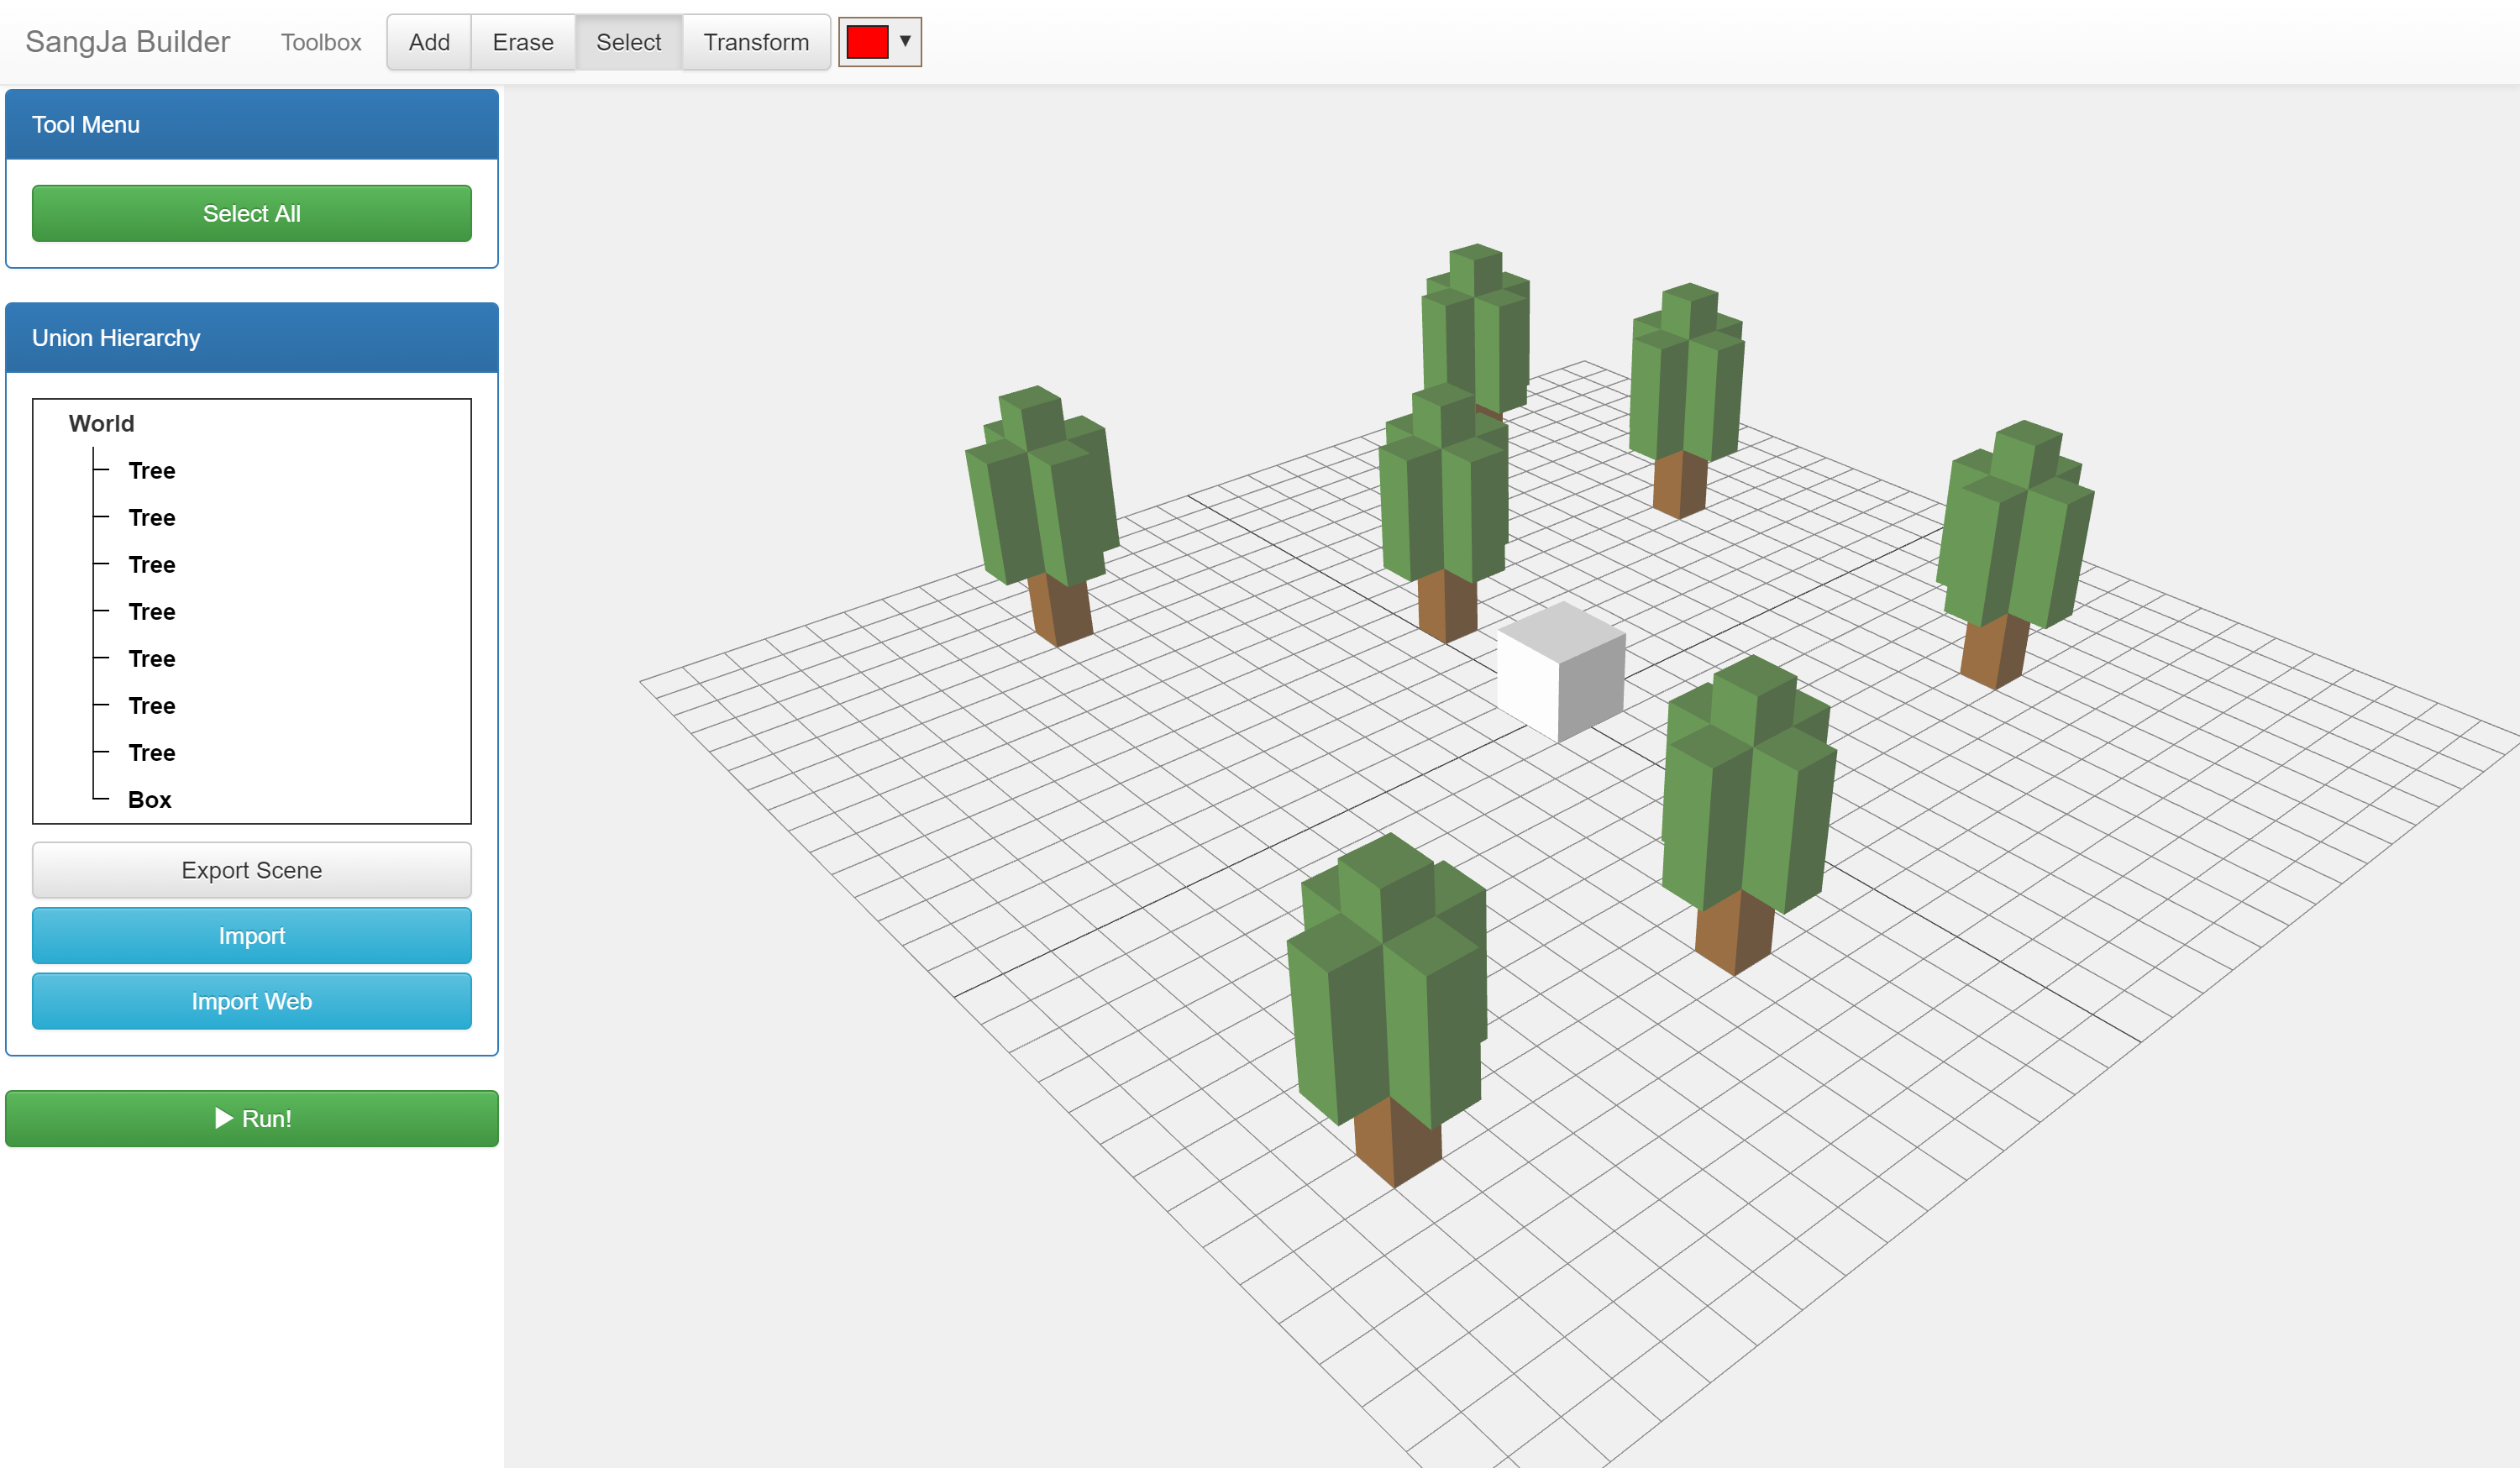 SangJa Builder Toolbox Add Erase Select Transform
Tool Menu
Select All
Union Hierarchy
World
Tree
Tree
Tree
Tree
Tree
Tree
Tree
Box
Export Scene
Import
Import Web
Run!